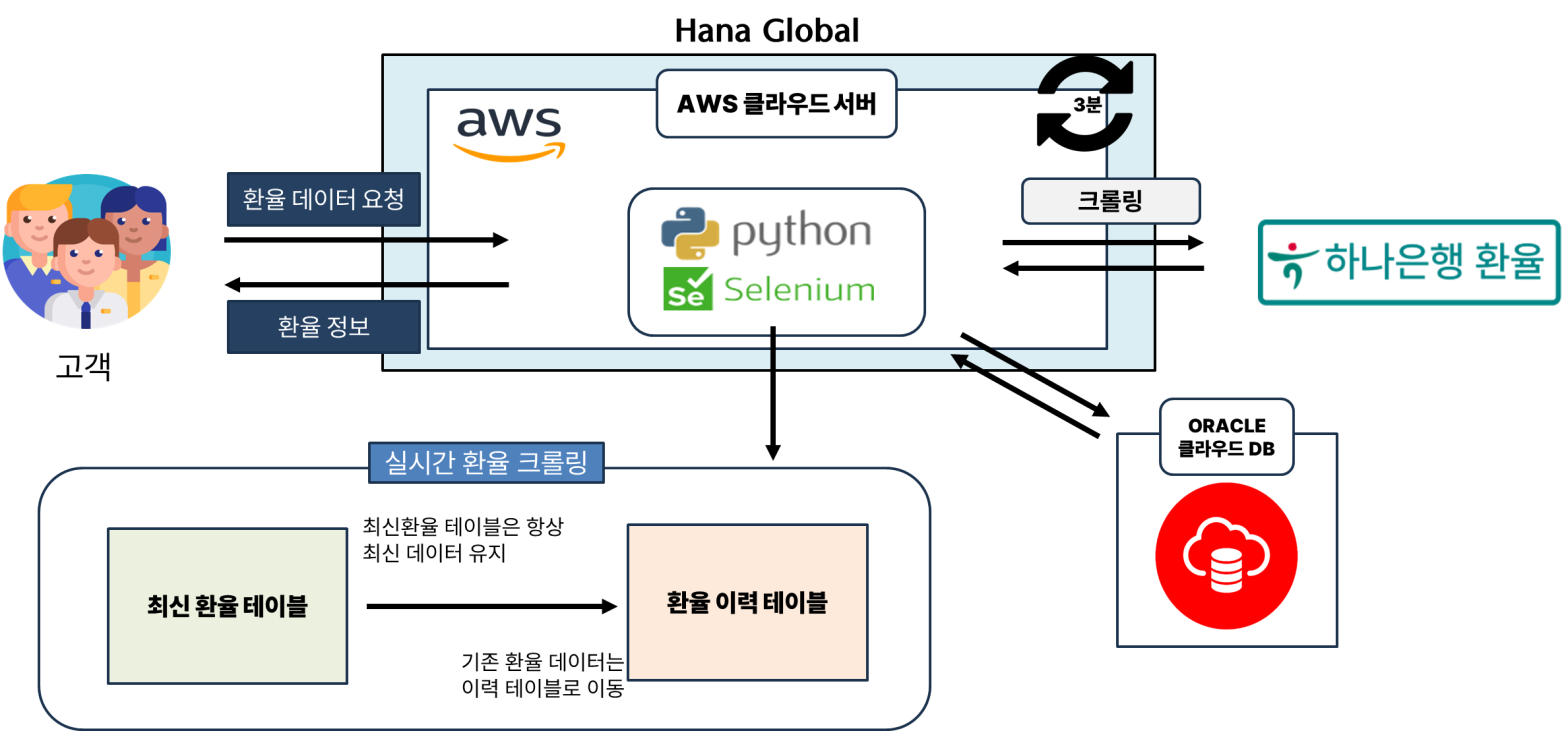 Hana Global
AWS 클라우드 서버
3분
aws
환율 데이터 요청
python
Selenium
Se
크롤링
하나은행 환율
환율 정보
고객
ORACLE
클라우드 DB
실시간 환율 크롤링
최신환율 테이블은 항상
최신 데이터 유지
최신 환율 테이블
환율 이력 테이블
기존 환율 데이터는
이력 테이블로 이동